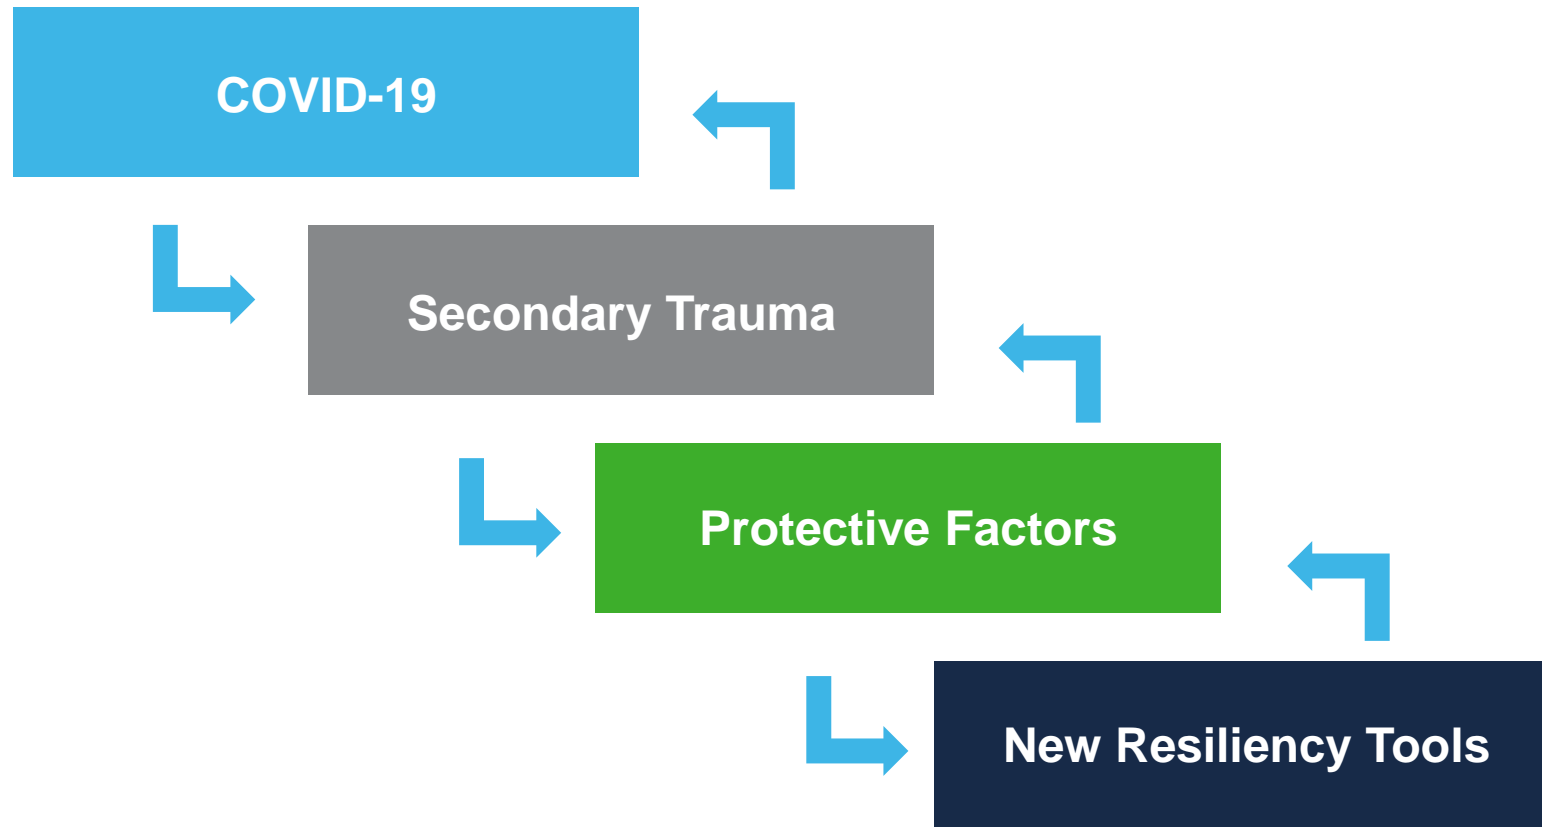 COVID-19
Secondary Trauma
Protective Factors
New Resiliency Tools